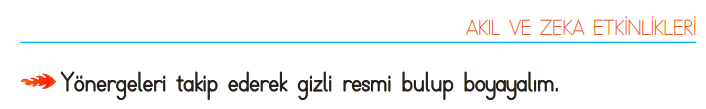 AKIL VE ZEKA ETKİNLİKLERİ
Yönergeleri takip ederek gizli resmi bulup boyayalım.